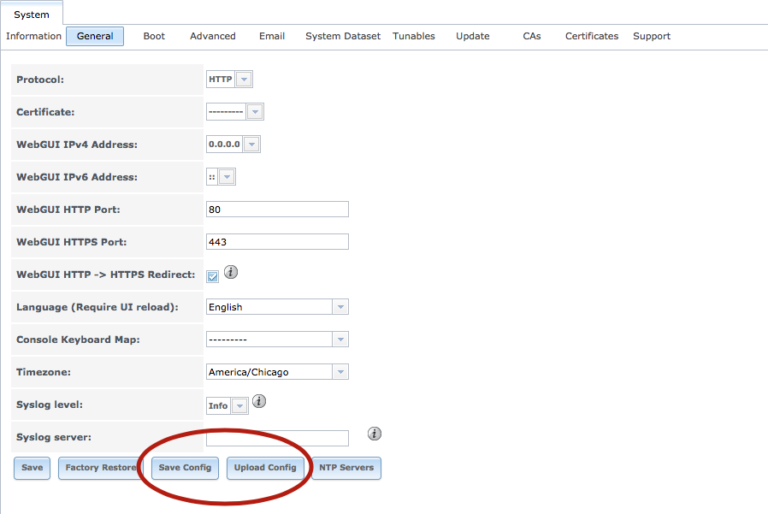 System
Information General Boot Advanced Email System Dataset Tunables Update CAs Certificates Support
Protocol: HTTP
Certificate: ---------
WebGUI IPv4 Address: 0.0.0.0
WebGUI IPv6 Address: ::
WebGUI HTTP Port: 80
WebGUI HTTPS Port: 443
WebGUI HTTP -> HTTPS Redirect: i
Language (Require UI reload): English
Console Keyboard Map: ---------
Timezone: America/Chicago
Syslog level: Info i
Syslog server: i
Save Factory Restore Save Config Upload Config NTP Servers